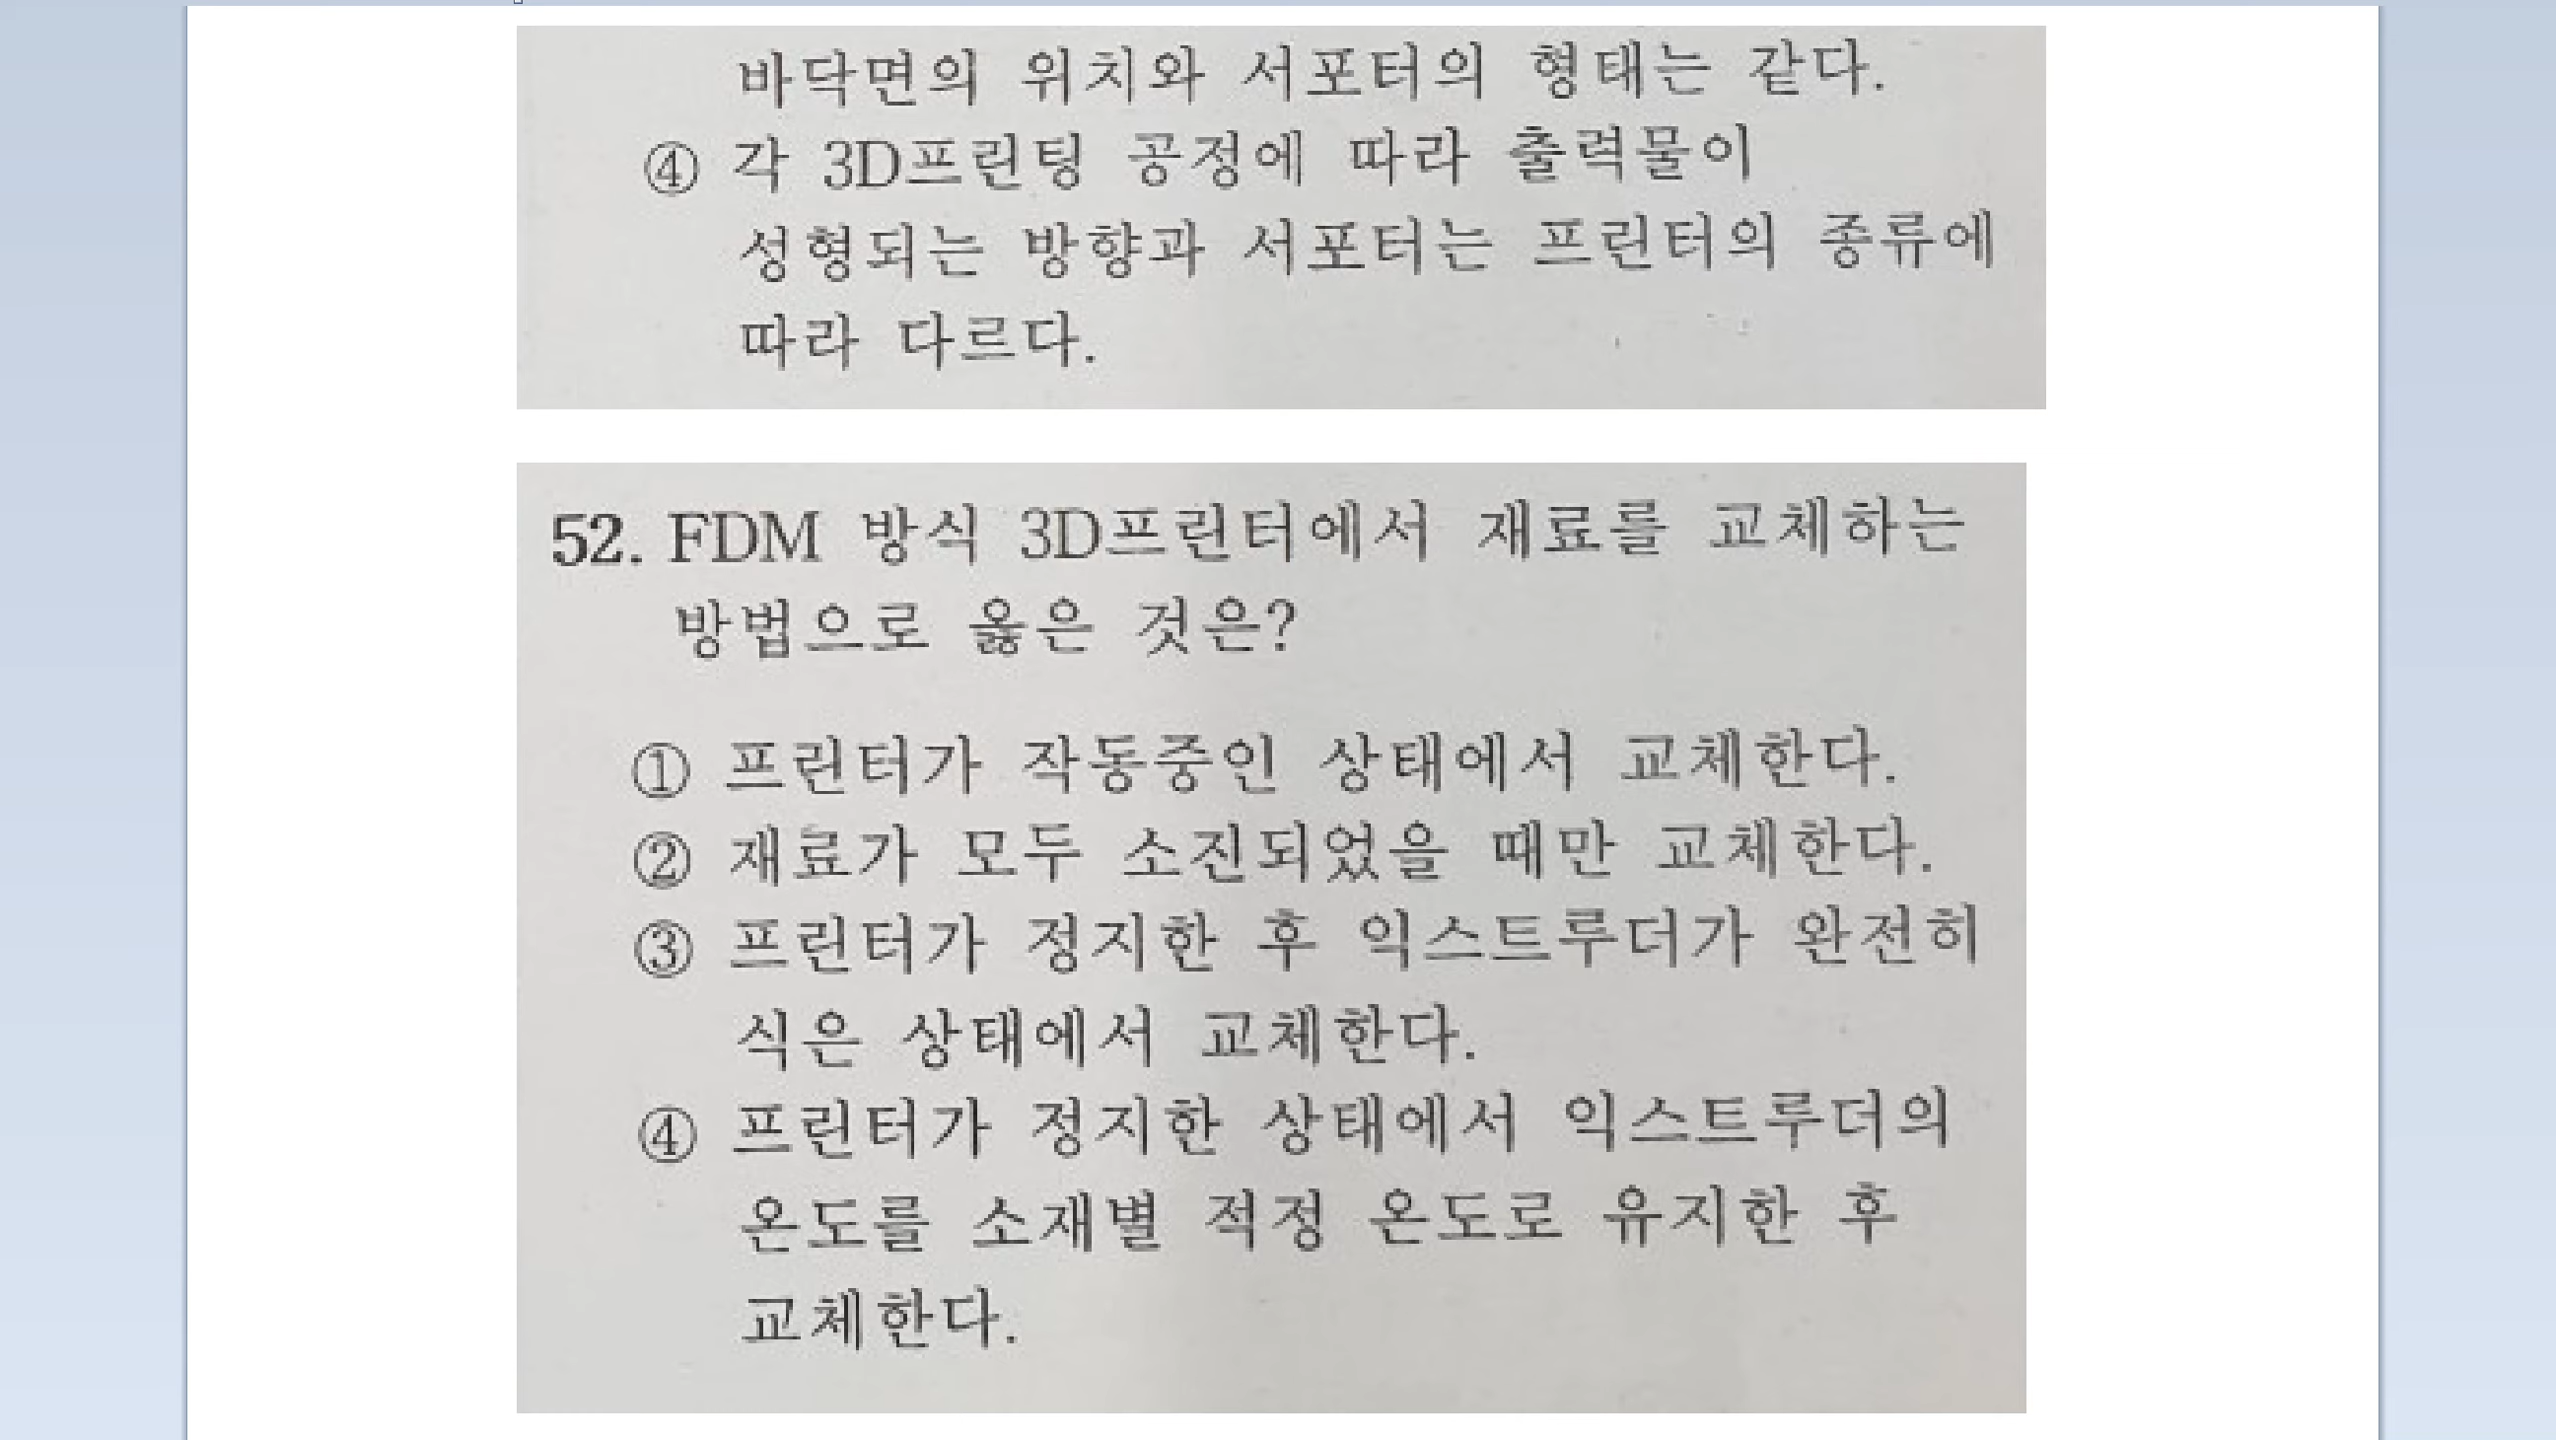 바닥면의 위치와 서포터의 형태는 같다.
④ 각 3D프린팅 공정에 따라 출력물이
성형되는 방향과 서포터는 프린터의 종류에
따라 다르다.
52. FDM 방식 3D프린터에서 재료를 교체하는
방법으로 옳은 것은?
① 프린터가 작동중인 상태에서 교체한다.
② 재료가 모두 소진되었을 때만 교체한다.
③ 프린터가 정지한 후 익스트루더가 완전히
식은 상태에서 교체한다.
④ 프린터가 정지한 상태에서 익스트루더의
온도를 소재별 적정 온도로 유지한 후
교체한다.